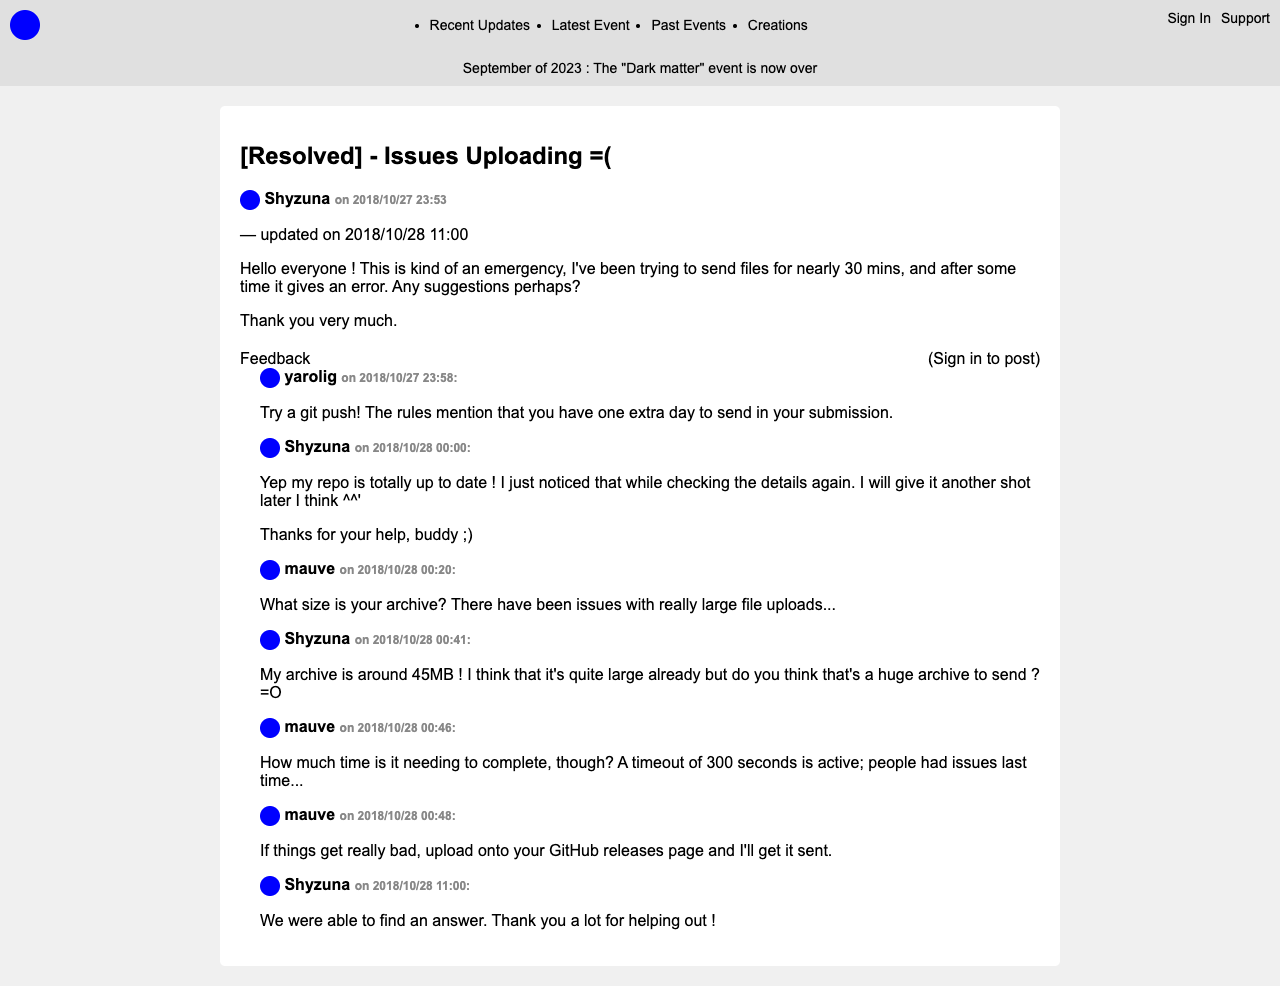 Recent Updates
Latest Event
Past Events
Creations
Sign In Support
September of 2023 : The "Dark matter" event is now over
[Resolved] - Issues Uploading =(
Shyzuna on 2018/10/27 23:53
— updated on 2018/10/28 11:00
Hello everyone ! This is kind of an emergency, I've been trying to send files for nearly 30 mins, and after some
time it gives an error. Any suggestions perhaps?
Thank you very much.
Feedback
(Sign in to post)
yarolig on 2018/10/27 23:58:
Try a git push! The rules mention that you have one extra day to send in your submission.
Shyzuna on 2018/10/28 00:00:
Yep my repo is totally up to date ! I just noticed that while checking the details again. I will give it another shot
later I think ^^'
Thanks for your help, buddy ;)
mauve on 2018/10/28 00:20:
What size is your archive? There have been issues with really large file uploads...
Shyzuna on 2018/10/28 00:41:
My archive is around 45MB ! I think that it's quite large already but do you think that's a huge archive to send ?
=O
mauve on 2018/10/28 00:46:
How much time is it needing to complete, though? A timeout of 300 seconds is active; people had issues last
time...
mauve on 2018/10/28 00:48:
If things get really bad, upload onto your GitHub releases page and I'll get it sent.
Shyzuna on 2018/10/28 11:00:
We were able to find an answer. Thank you a lot for helping out !